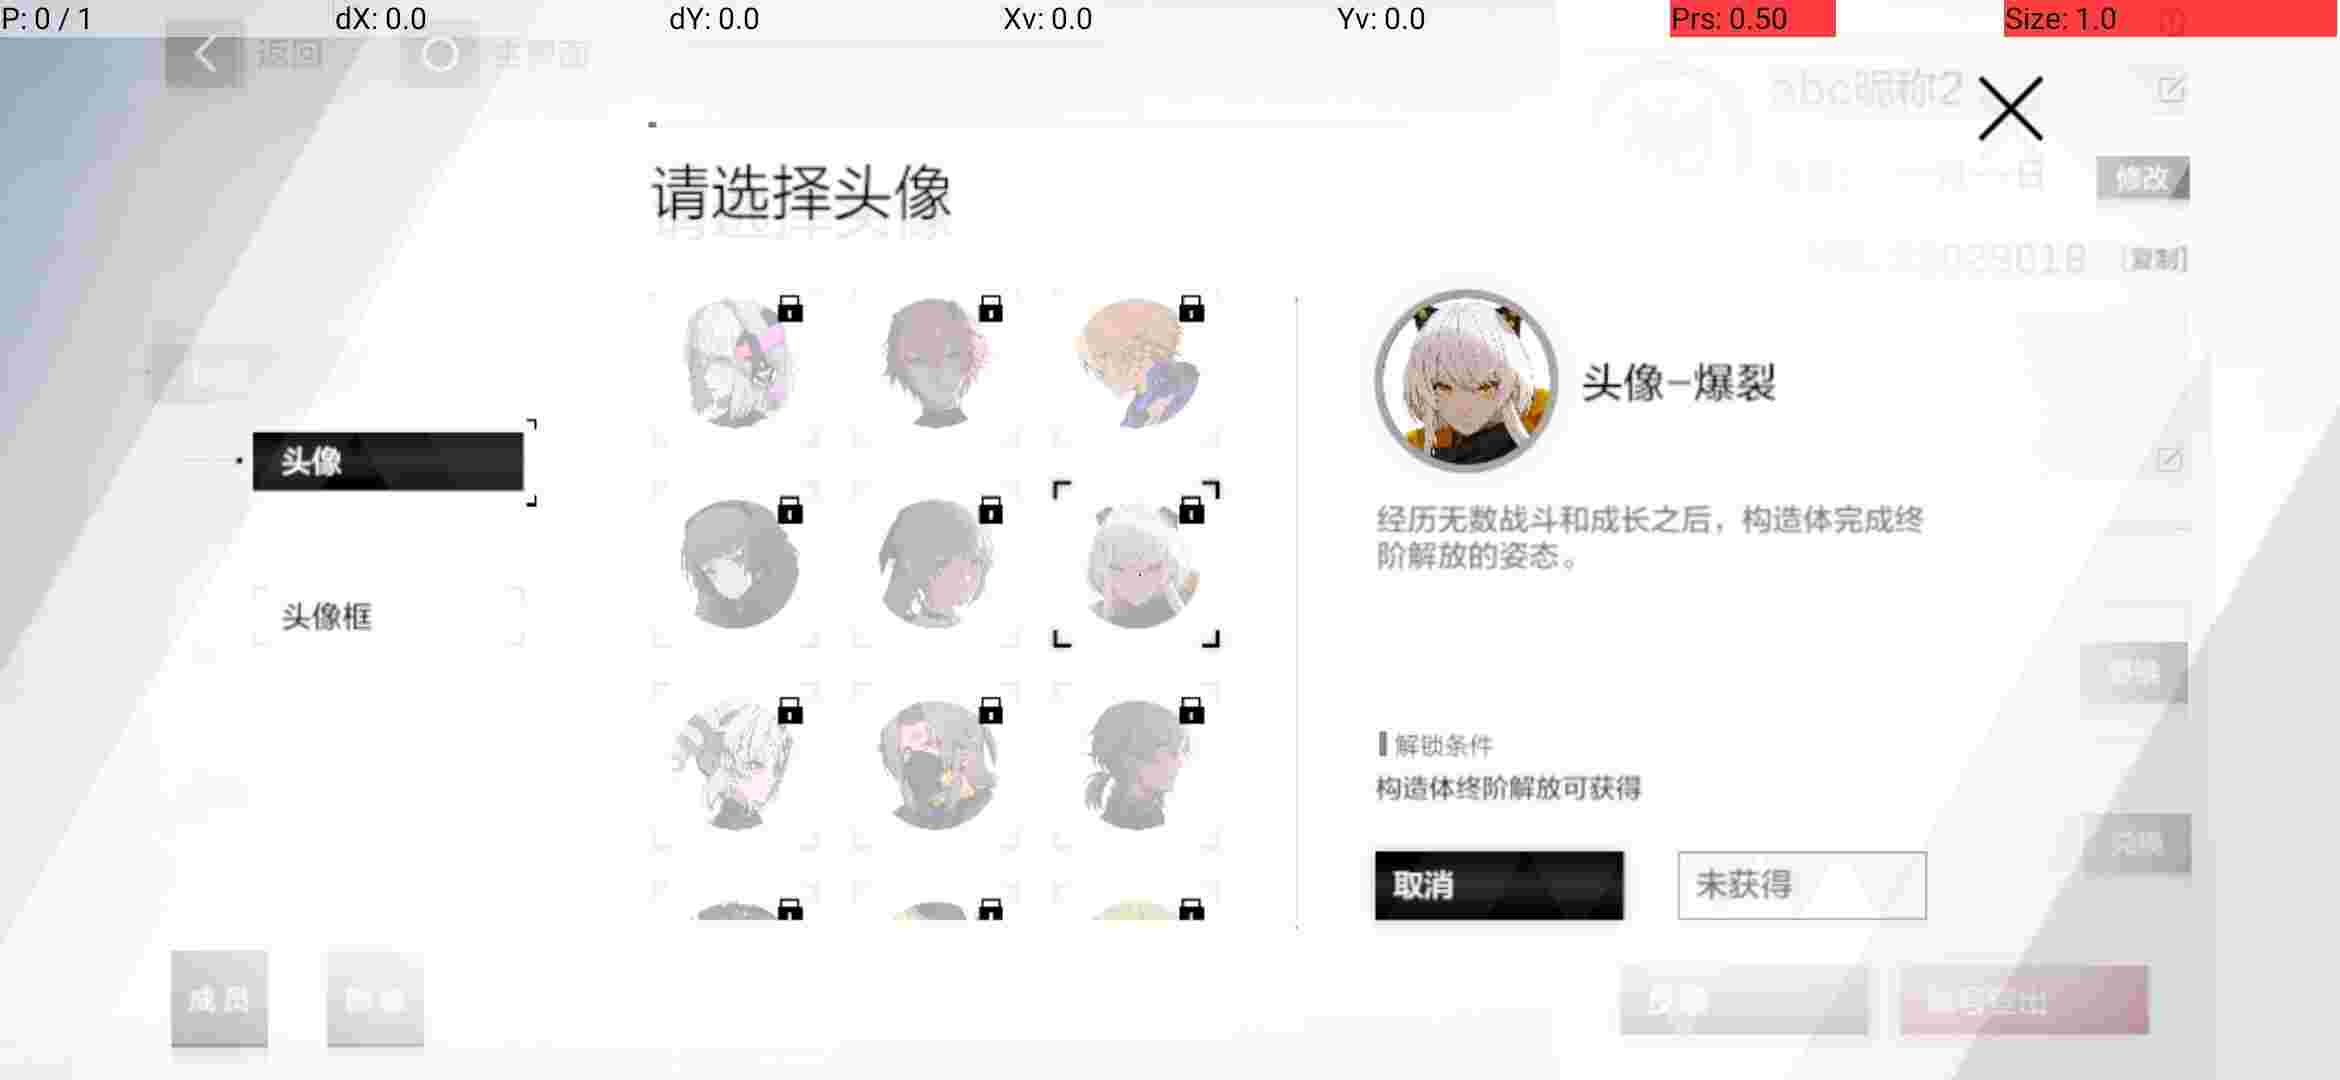 P: 0 / 1
dX: 0.0
dY: 0.0
Xv: 0.0
Yv: 0.0
Prs: 0.50
Size: 1.0
返回
主界面
abc昵称2
修改
029018
[复制]
请选择头像
头像
头像框
头像-爆裂
经历无数战斗和成长之后，构造体完成终
阶解放的姿态。
解锁条件
构造体终阶解放可获得
取消
未获得
兑换
成员